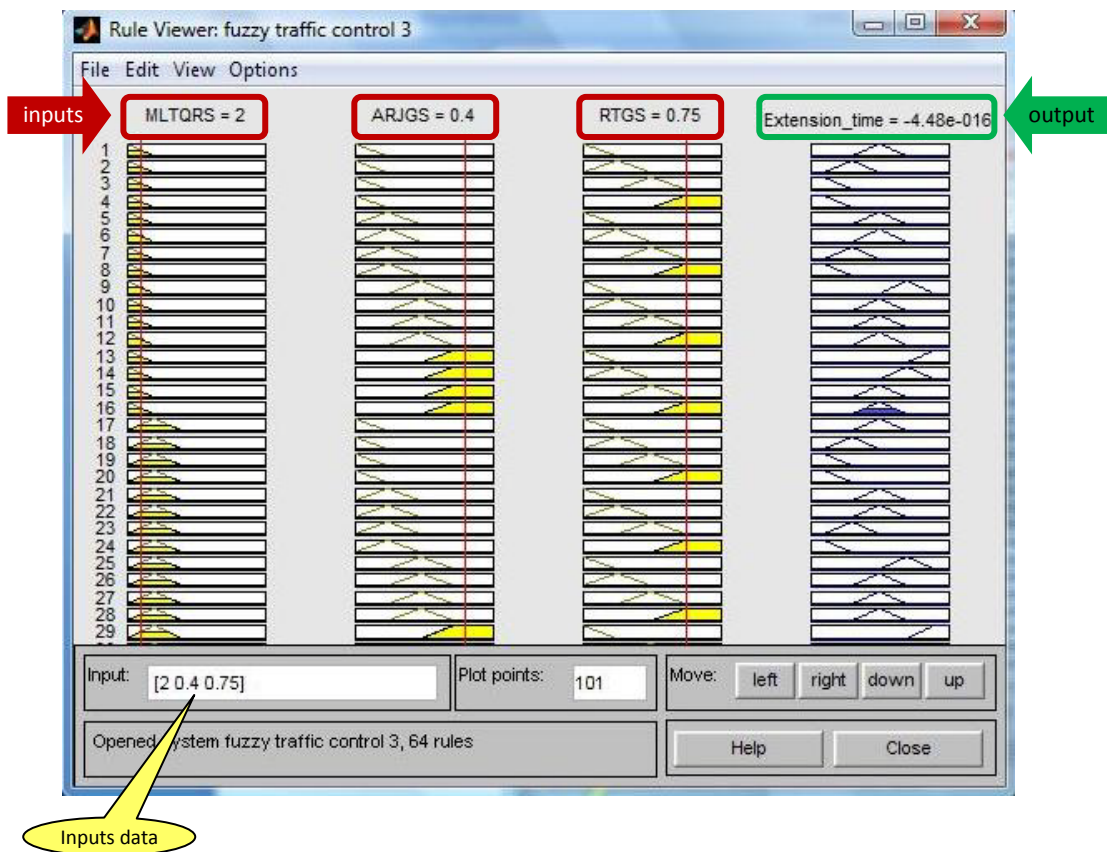 Rule Viewer: fuzzy traffic control 3
File Edit View Options
inputs
MLTQRS = 2
ARJGS = 0.4
RTGS = 0.75
Extension_time = -4.48e-016
output
1
2
3
4
5
6
7
8
9
10
11
12
13
14
15
16
17
18
19
20
21
22
23
24
25
26
27
28
29
Input:
[2 0.4 0.75]
Plot points:
101
Move:
left
right
down
up
Opened system fuzzy traffic control 3, 64 rules
Help
Close
Inputs data